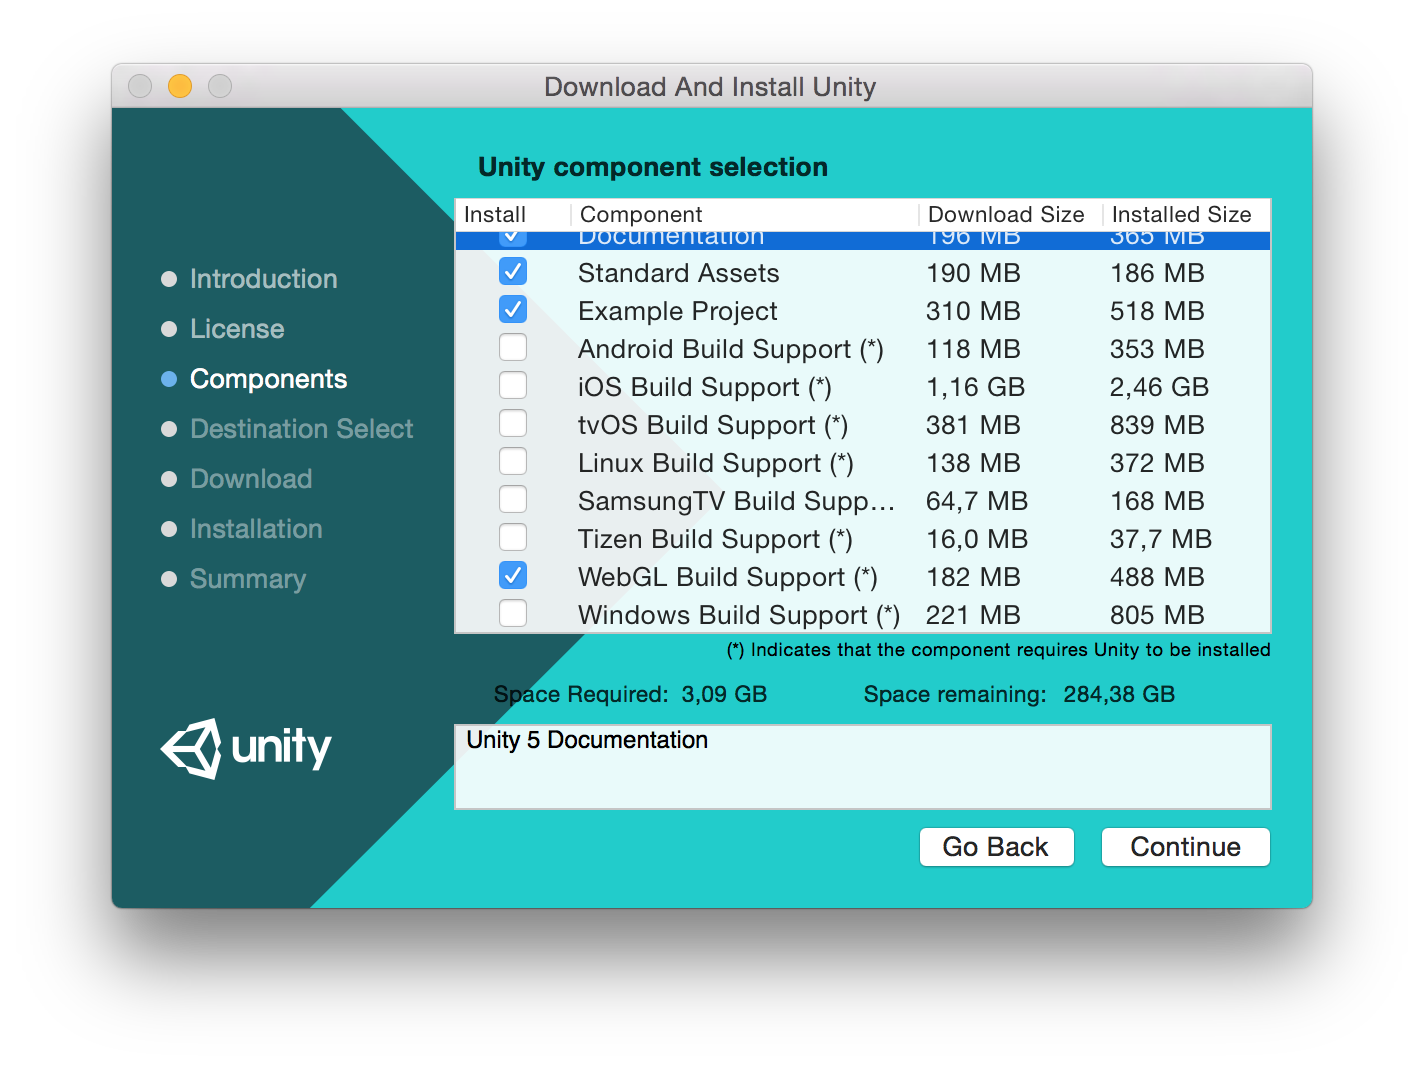 Download And Install Unity
Unity component selection
Install Component Download Size Installed Size
Documentation 196 MB 365 MB
Standard Assets 190 MB 186 MB
Example Project 310 MB 518 MB
Android Build Support (*) 118 MB 353 MB
iOS Build Support (*) 1,16 GB 2,46 GB
tvOS Build Support (*) 381 MB 839 MB
Linux Build Support (*) 138 MB 372 MB
SamsungTV Build Supp… 64,7 MB 168 MB
Tizen Build Support (*) 16,0 MB 37,7 MB
WebGL Build Support (*) 182 MB 488 MB
Windows Build Support (*) 221 MB 805 MB
(*) Indicates that the component requires Unity to be installed
Space Required: 3,09 GB Space remaining: 284,38 GB
Unity 5 Documentation
Go Back Continue
Introduction
License
Components
Destination Select
Download
Installation
Summary
unity